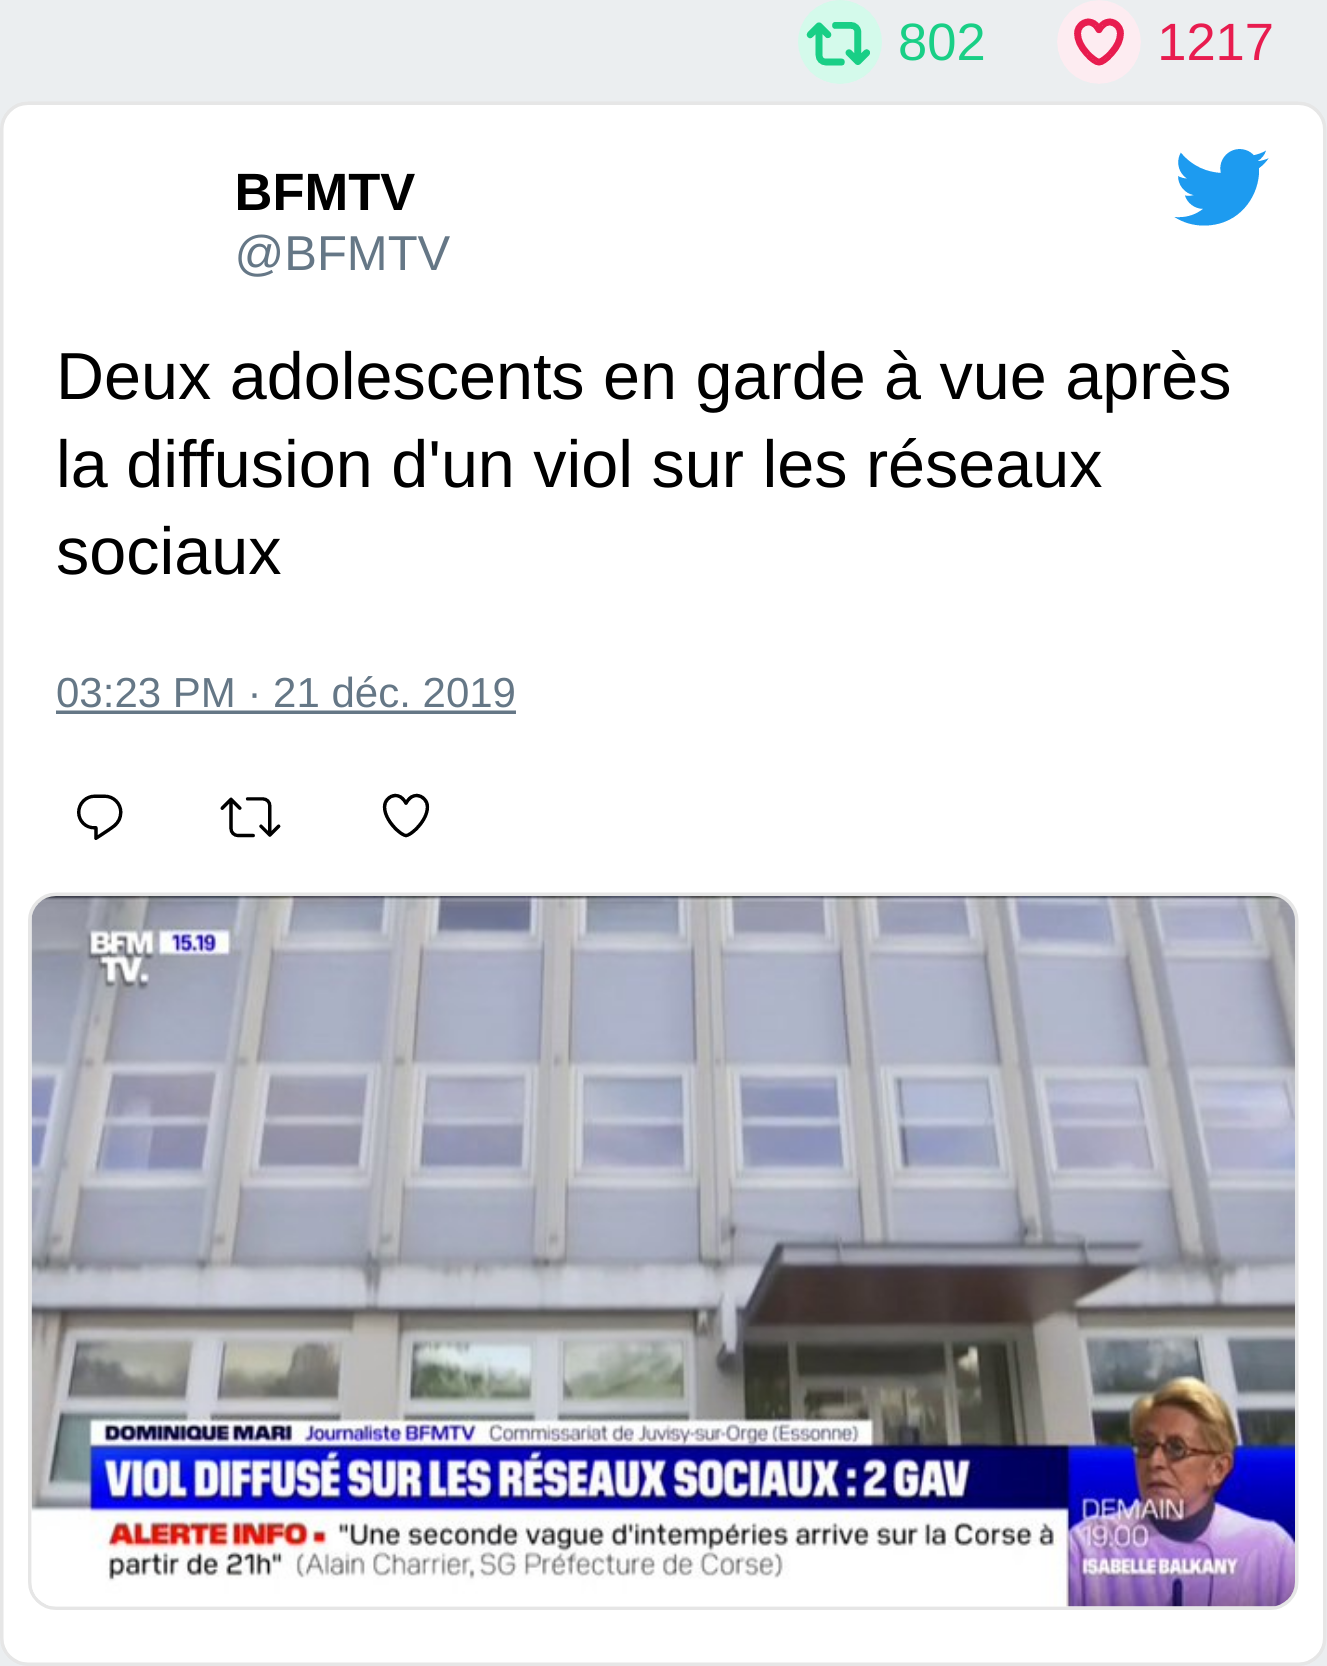 802 1217
BFMTV
@BFMTV
Deux adolescents en garde à vue après
la diffusion d'un viol sur les réseaux
sociaux
03:23 PM · 21 déc. 2019
BFM 15.19
TV.
DOMINIQUE MARI Journaliste BFMTV Commissariat de Juvisy-sur-Orge (Essonne)
VIOL DIFFUSÉ SUR LES RÉSEAUX SOCIAUX : 2 GAV
ALERTE INFO ▪ "Une seconde vague d'intempéries arrive sur la Corse à
partir de 21h" (Alain Charrier, SG Préfecture de Corse)
DEMAIN
19.00
ISABELLE BALKANY